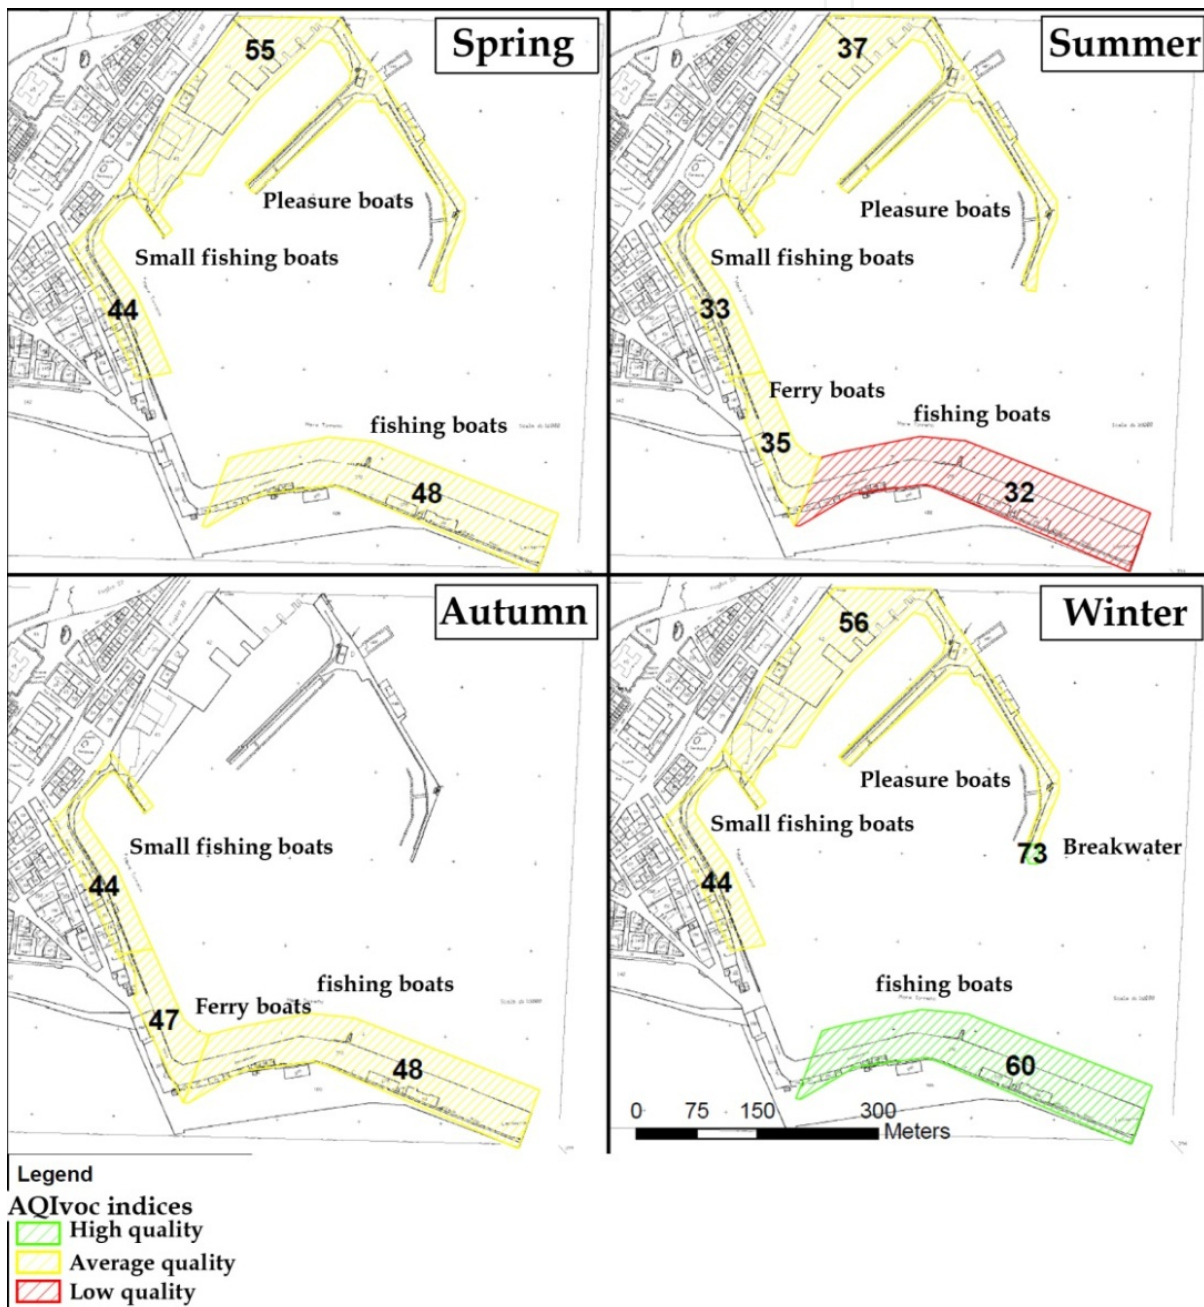 Spring
55
Pleasure boats
Small fishing boats
44
fishing boats
48
Summer
37
Pleasure boats
Small fishing boats
33
Ferry boats
fishing boats
35
32
Autumn
Small fishing boats
44
fishing boats
Ferry boats
47
48
Winter
56
Pleasure boats
Small fishing boats
73 Breakwater
44
fishing boats
60
0 75 150 300
Meters
Legend
AQIvoc indices
High quality
Average quality
Low quality